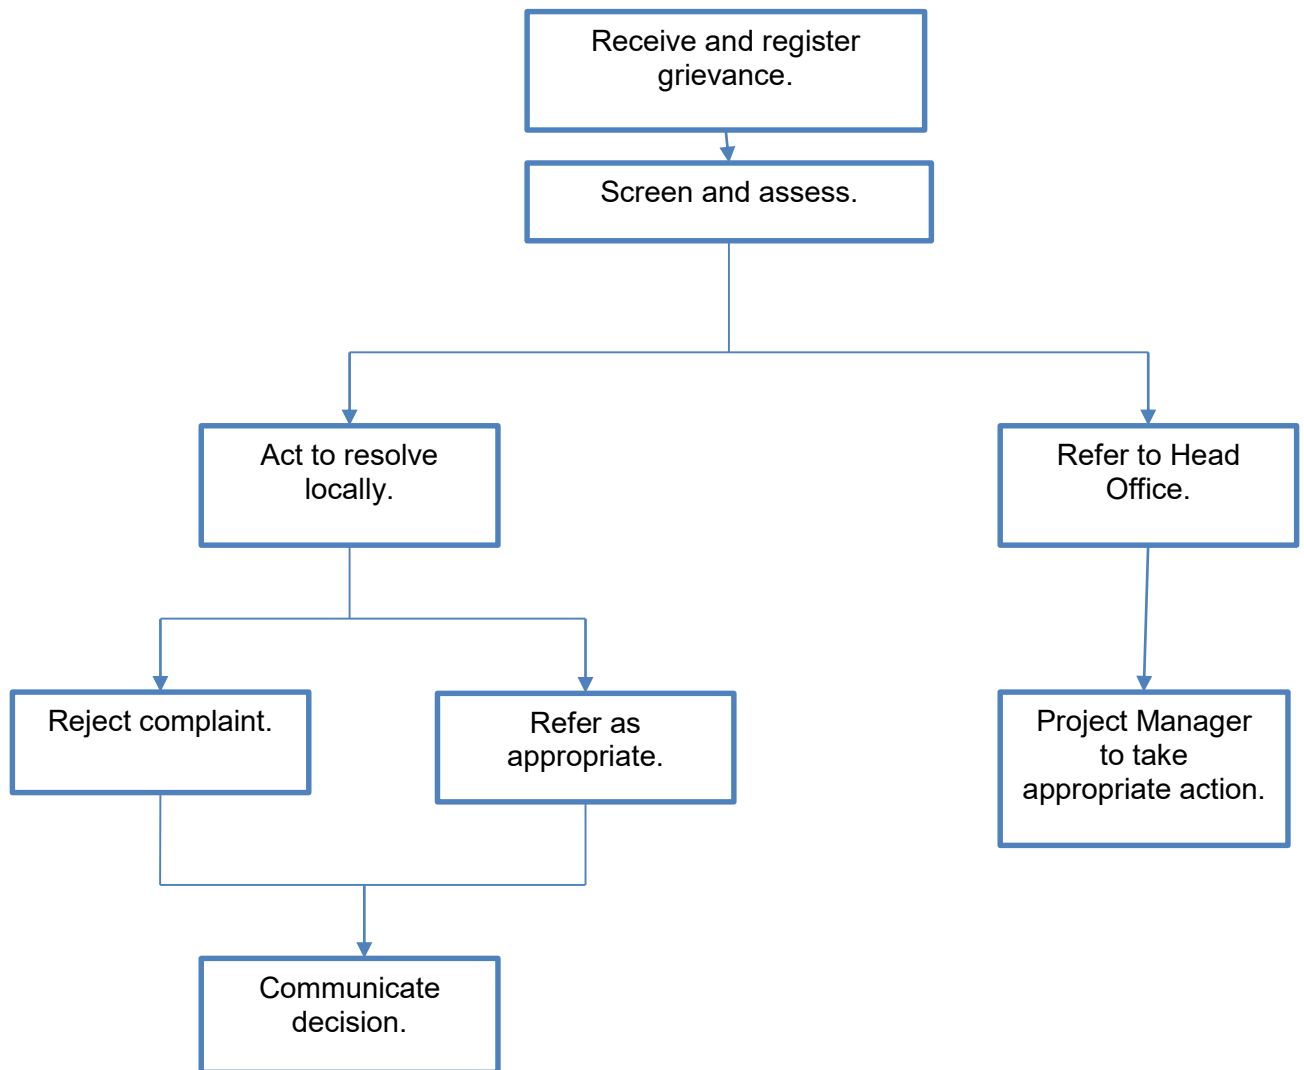 Receive and register
grievance.
Screen and assess.
Act to resolve
locally.
Refer to Head
Office.
Reject complaint.
Refer as
appropriate.
Project Manager
to take
appropriate action.
Communicate
decision.